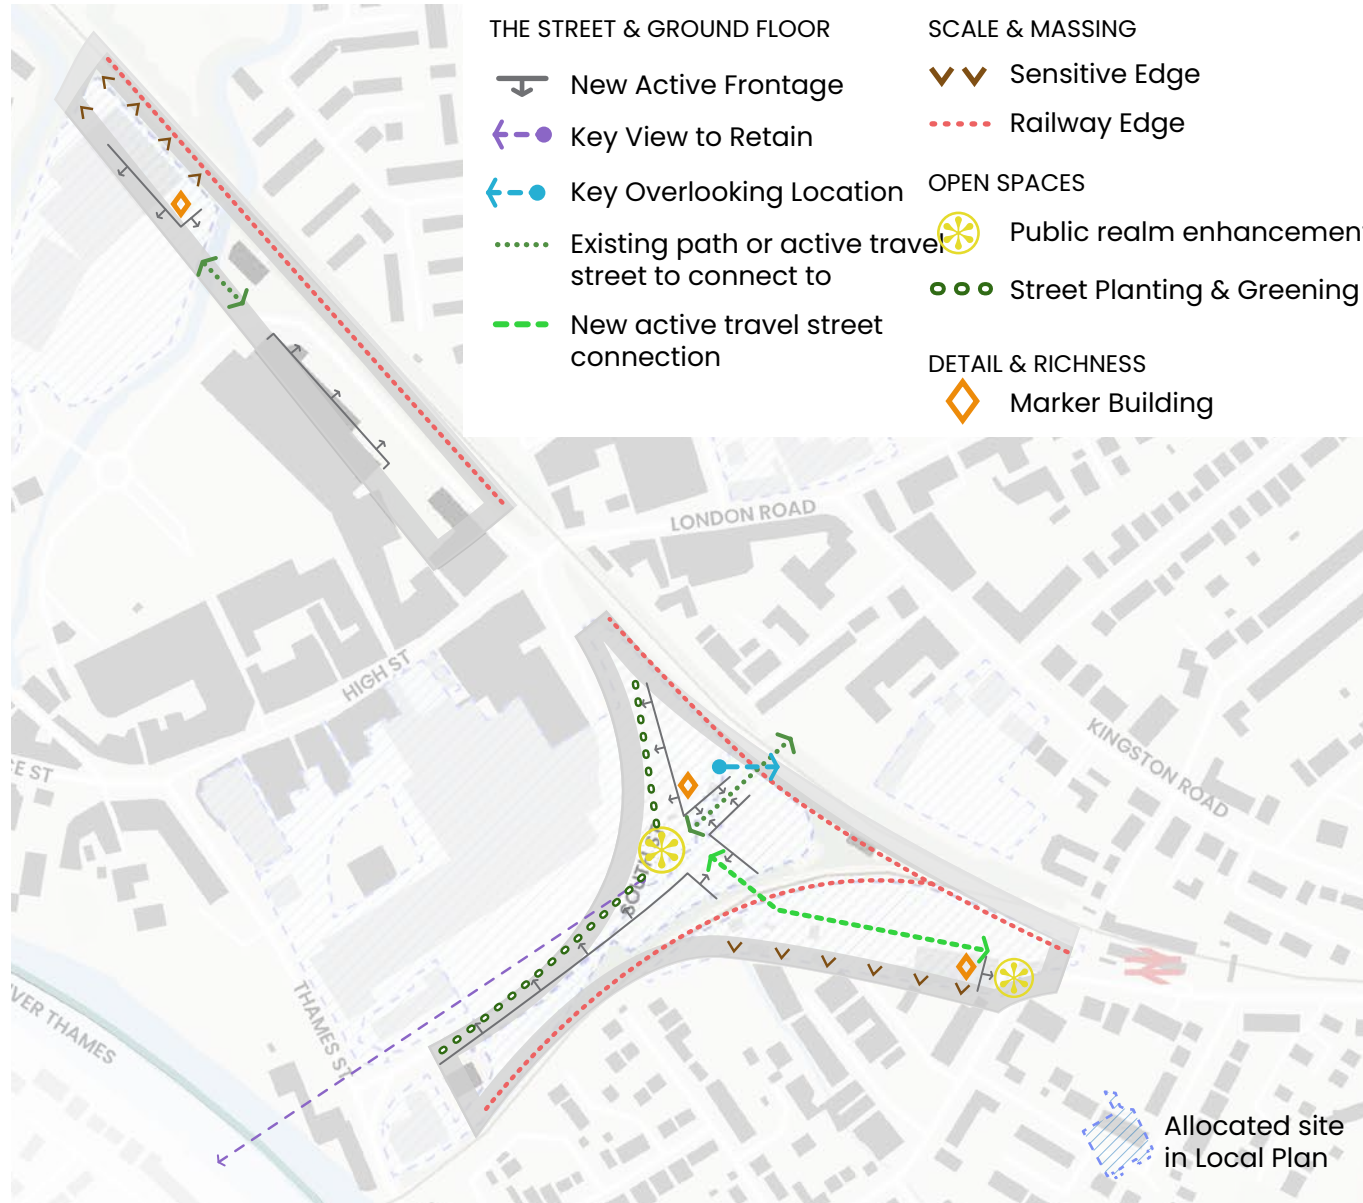 THE STREET & GROUND FLOOR
New Active Frontage
Key View to Retain
Key Overlooking Location
Existing path or active travel
street to connect to
New active travel street
connection
SCALE & MASSING
Sensitive Edge
Railway Edge
OPEN SPACES
Public realm enhancement
Street Planting & Greening
DETAIL & RICHNESS
Marker Building
LONDON ROAD
HIGH ST
KINGSTON ROAD
CE ST
THAMES ST
VER THAMES
Allocated site
in Local Plan